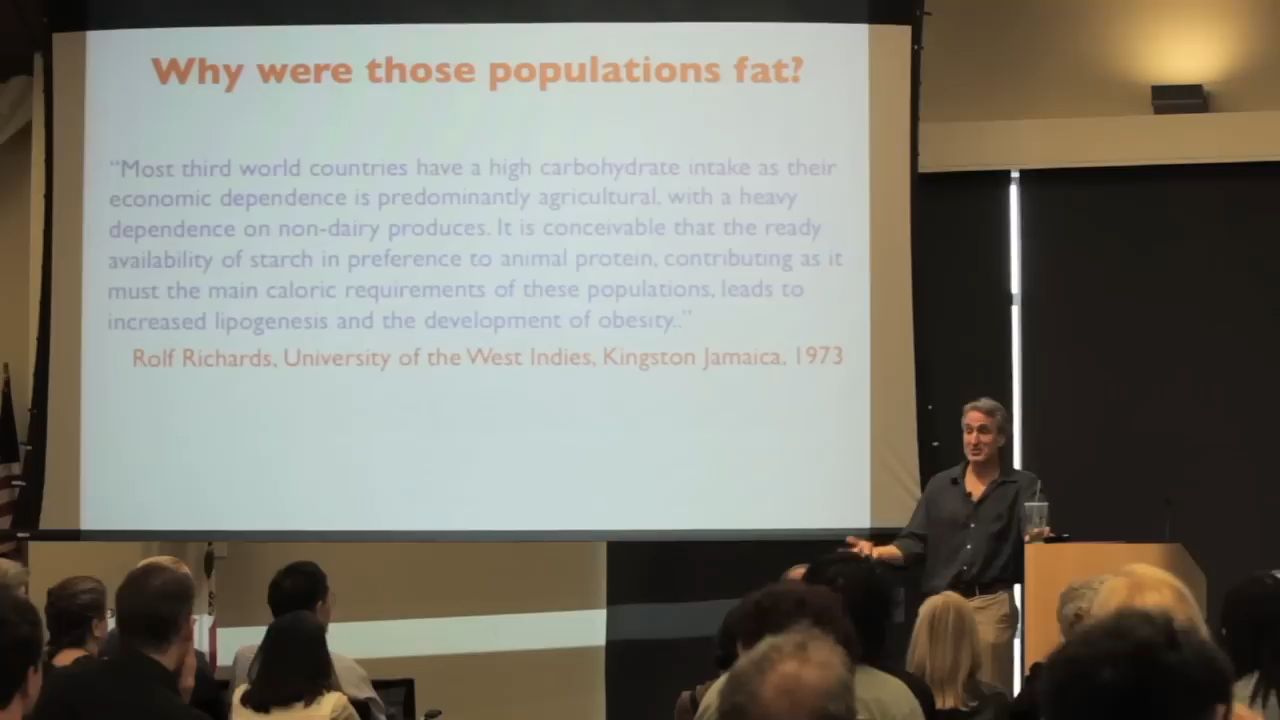 Why were those populations fat?
“Most third world countries have a high carbohydrate intake as their
economic dependence is predominantly agricultural, with a heavy
dependence on non-dairy produces. It is conceivable that the ready
availability of starch in preference to animal protein, contributing as it
must the main caloric requirements of these populations, leads to
increased lipogenesis and the development of obesity..”
Rolf Richards, University of the West Indies, Kingston Jamaica, 1973